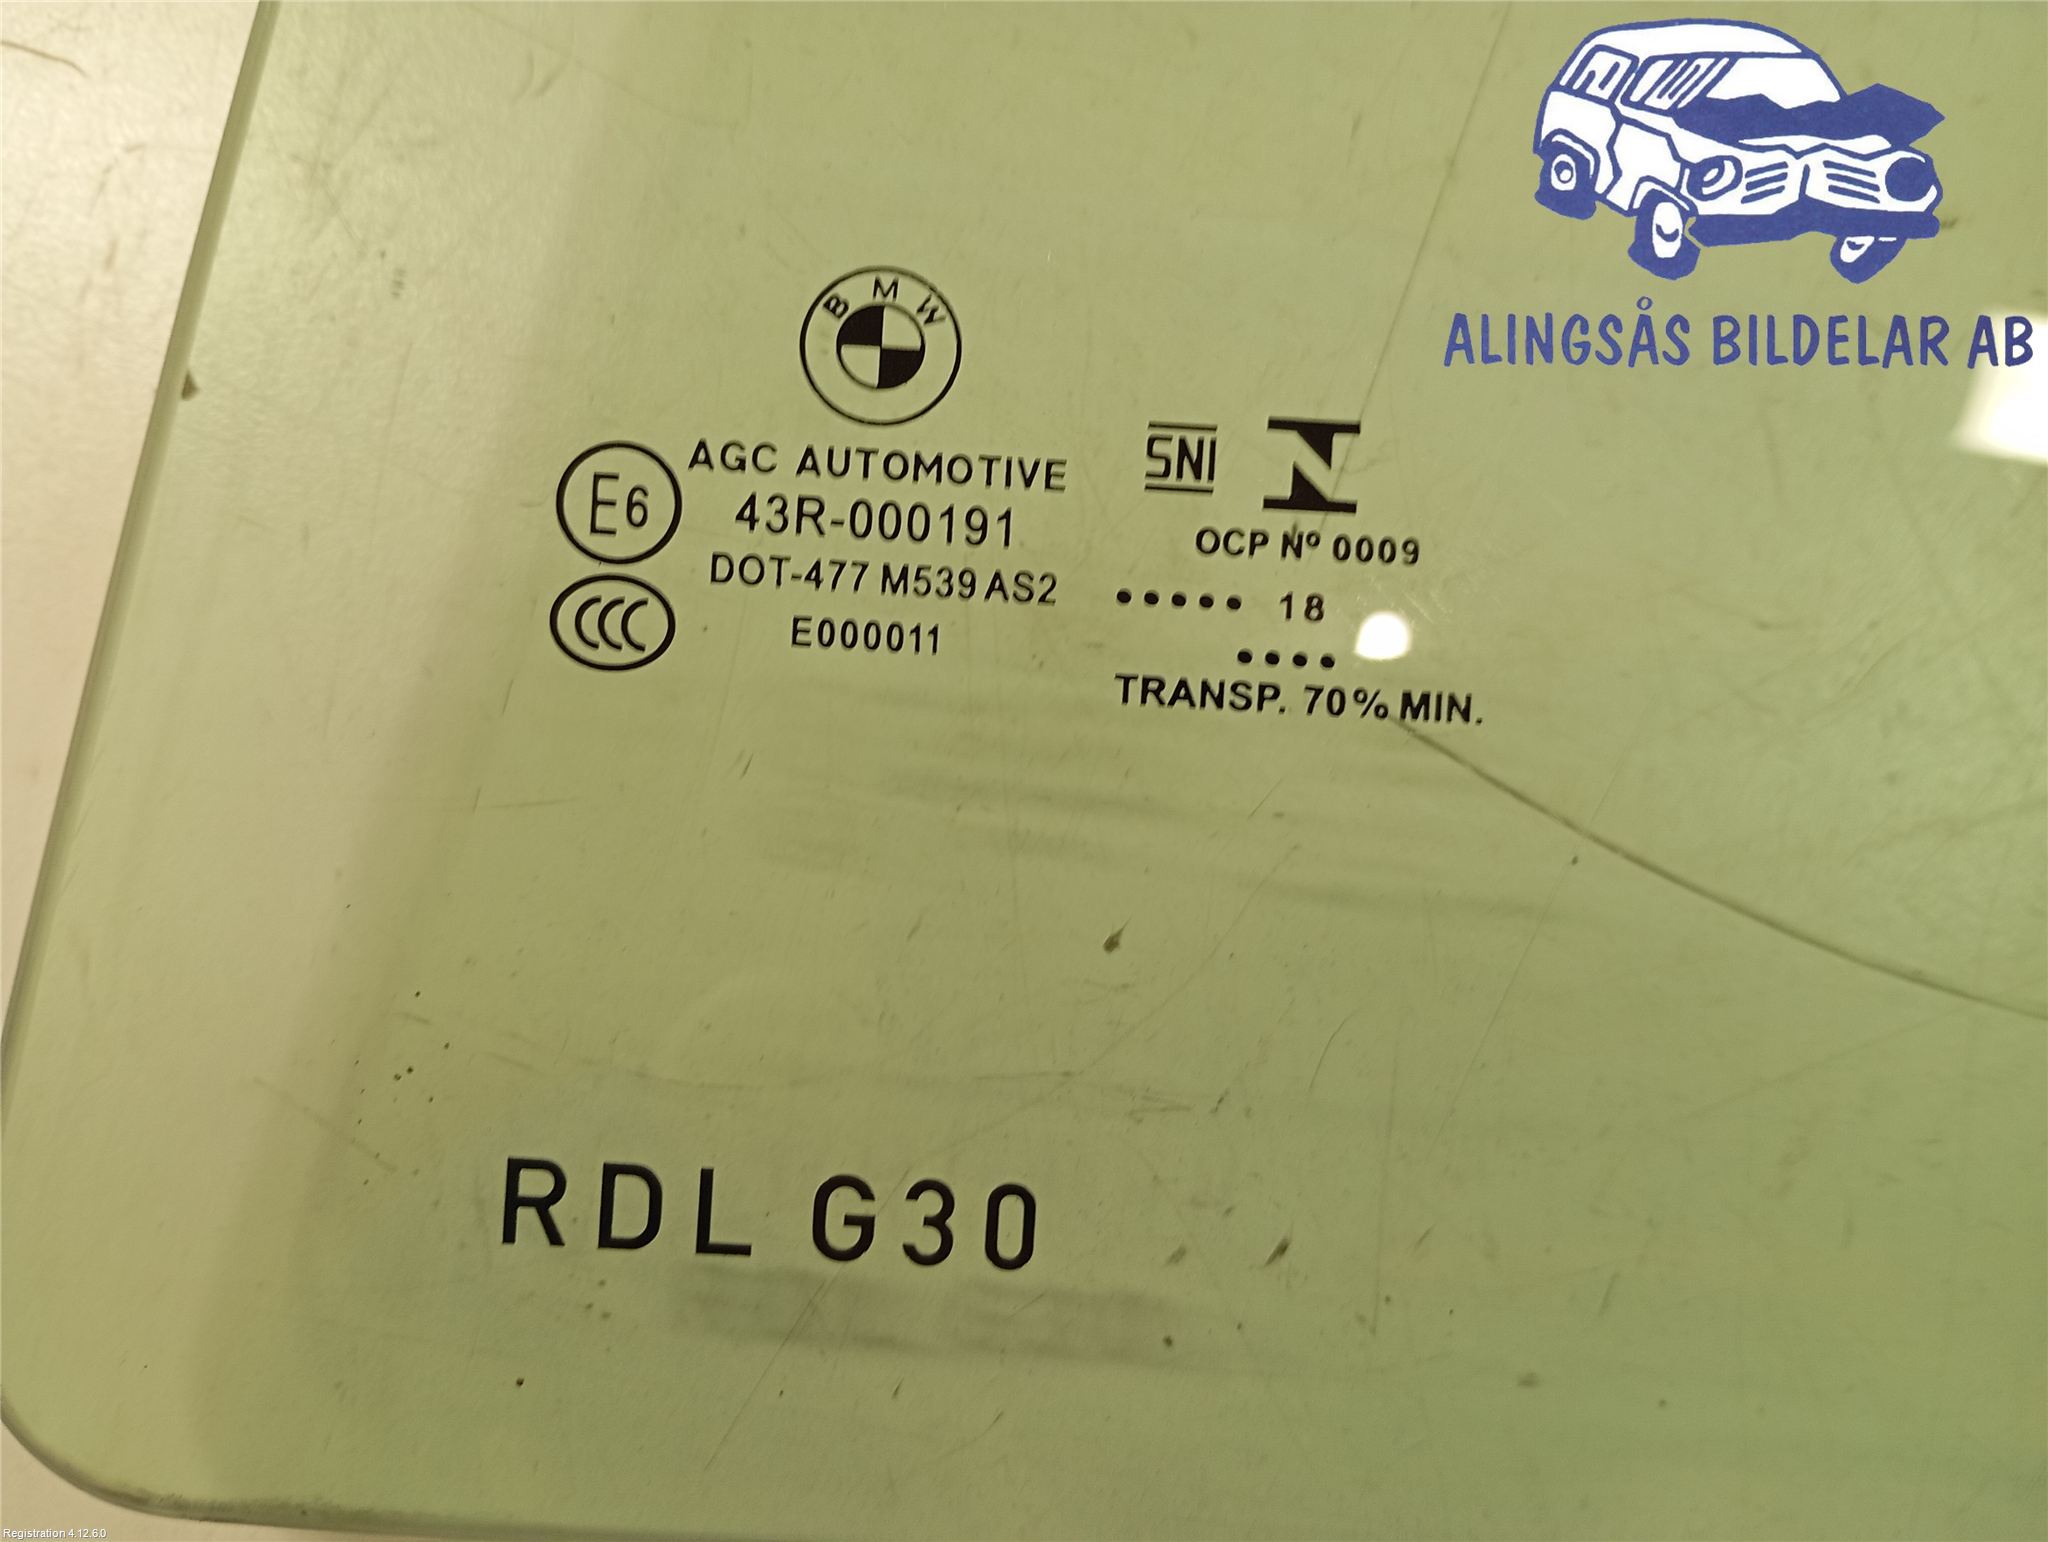 ALINGSÅS BILDELAR AB
B M W
AGC AUTOMOTIVE
E6
43R-000191
DOT-477 M539 AS2
CCC
E000011
SNI
N
OCP Nº 0009
••••• 18
••••
TRANSP. 70% MIN.
RDL G30
Registration 4.12.6.0